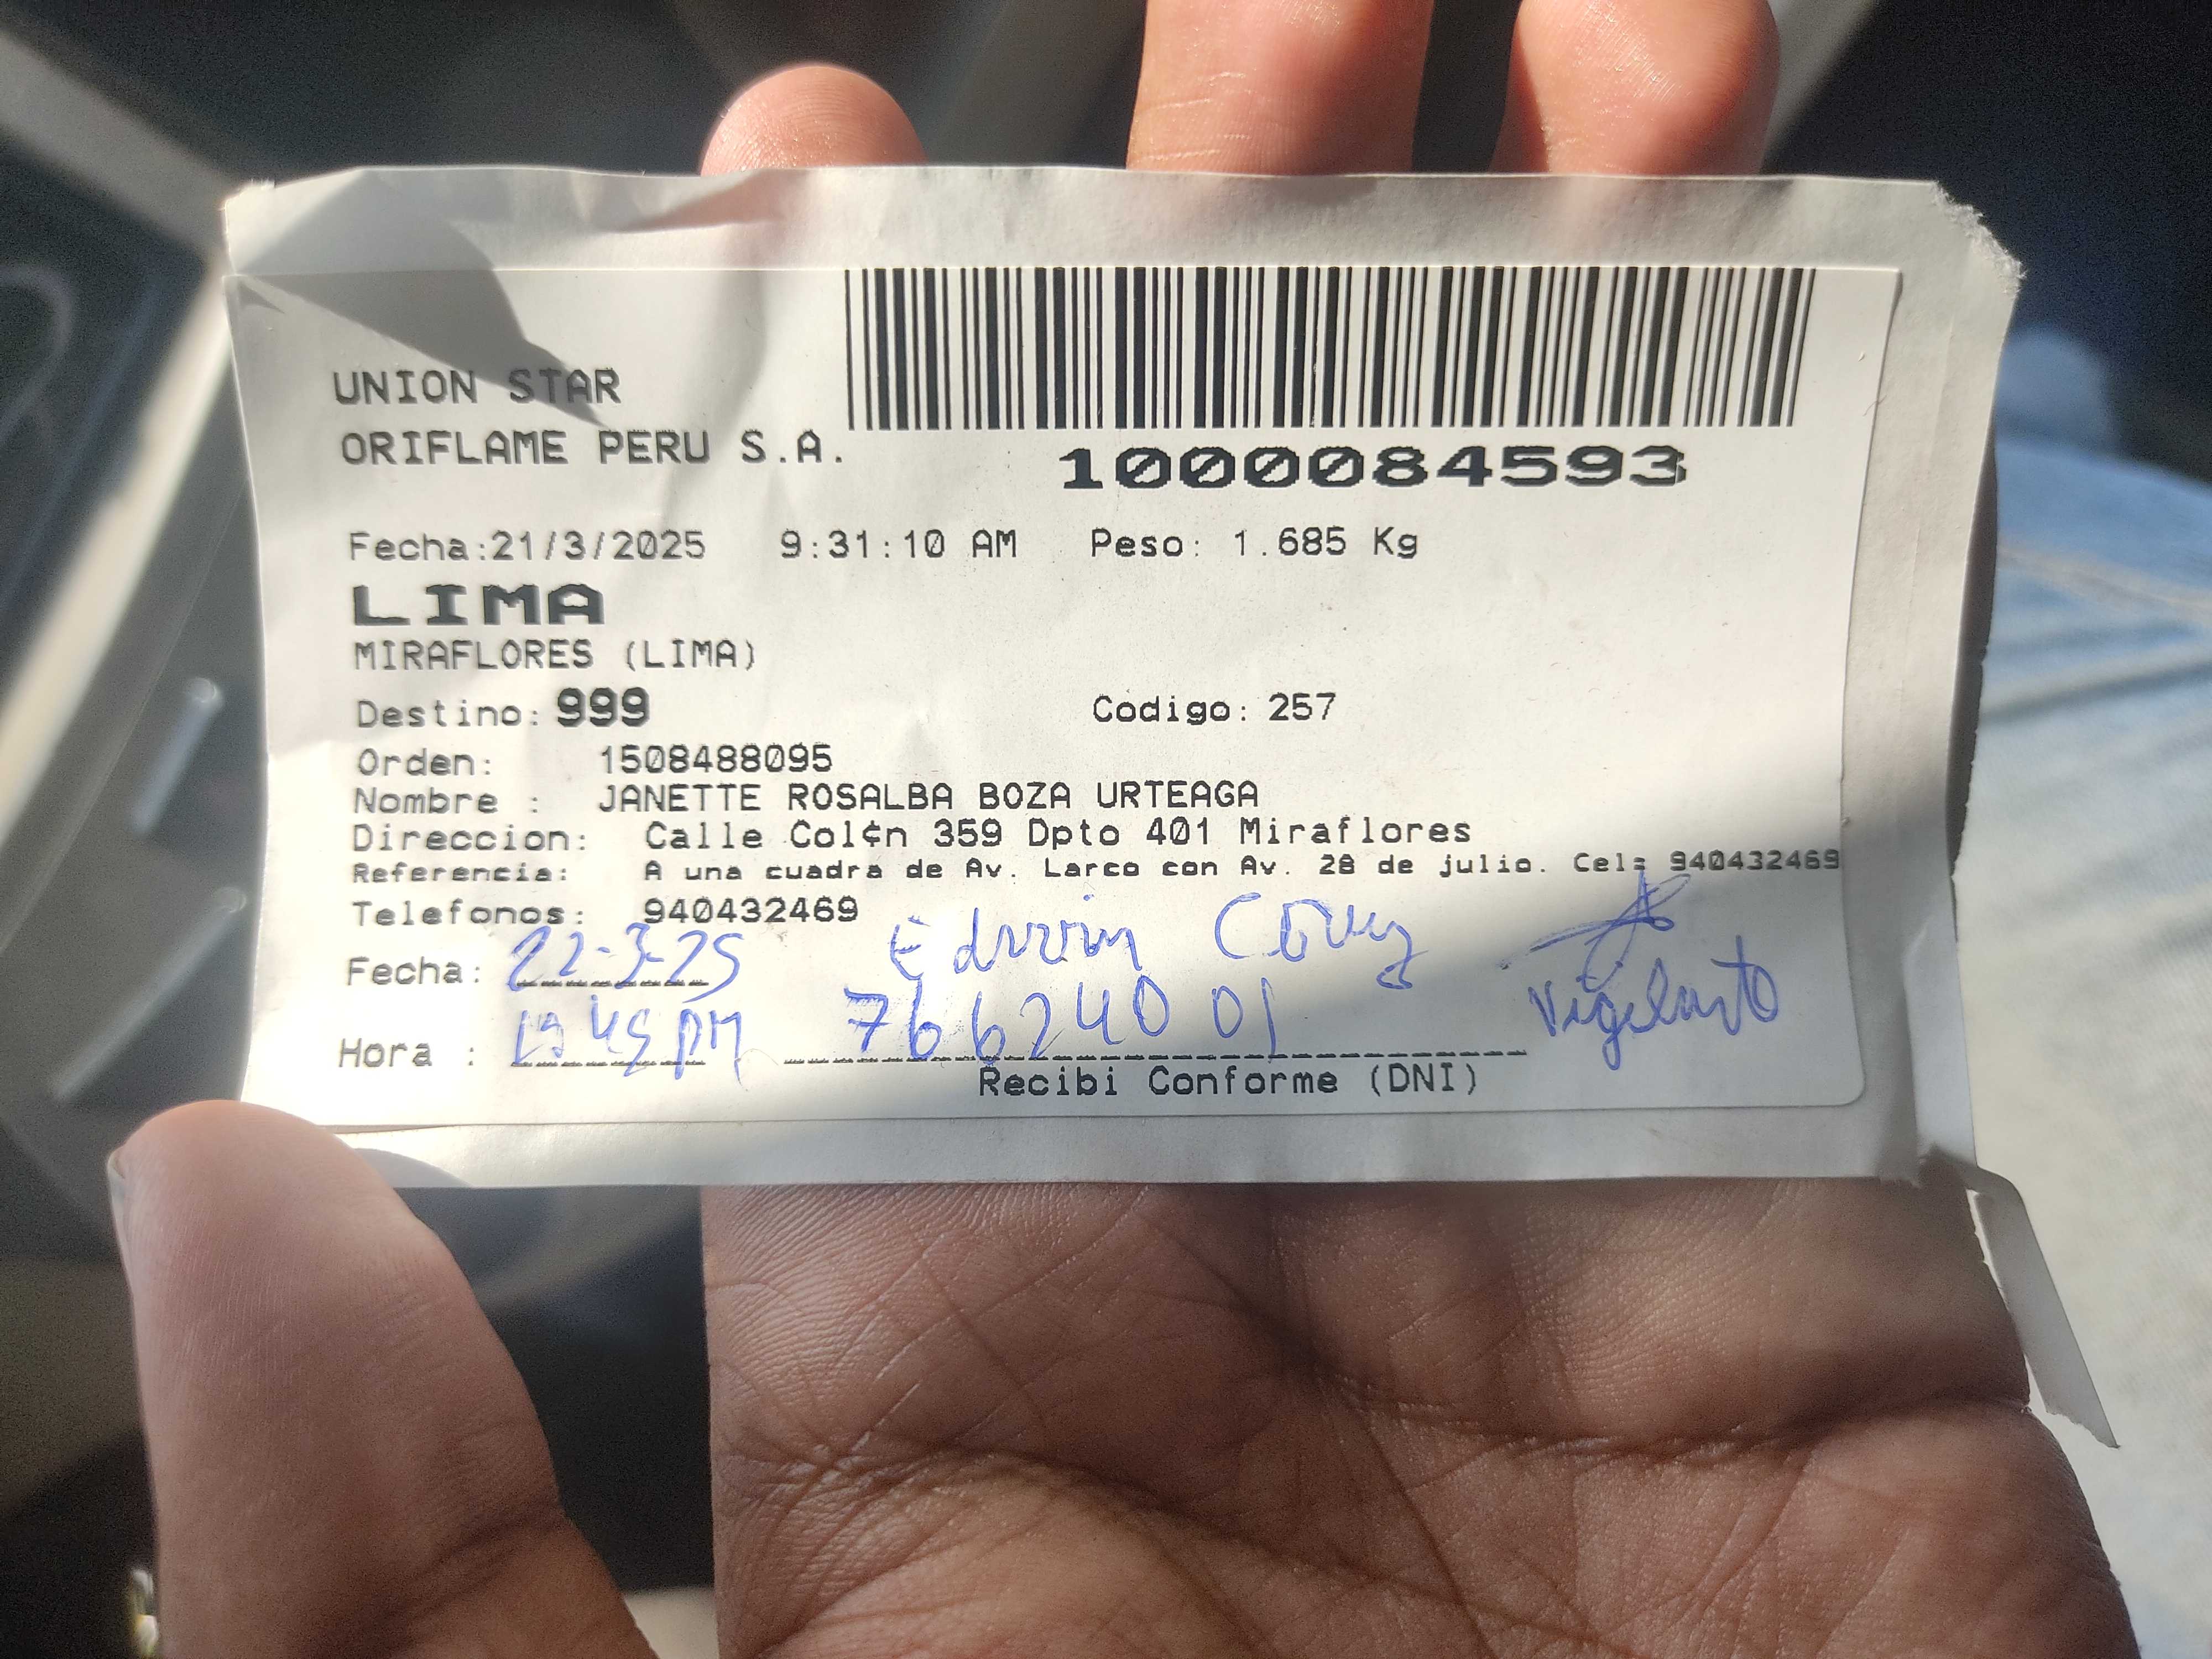 UNION STAR
ORIFLAME PERU S.A.
1000084593
Fecha:21/3/2025 9:31:10 AM Peso: 1.685 Kg
LIMA
MIRAFLORES (LIMA)
Destino: 999 Codigo: 257
Orden: 1508488095
Nombre : JANETTE ROSALBA BOZA URTEAGA
Direccion: Calle Col¢n 359 Dpto 401 Miraflores
Referencia: A una cuadra de Av. Larco con Av. 28 de julio. Cel: 940432469
Telefonos: 940432469
Edwin
Fecha: 22-3-25
Hora : 45 PM 76624001 Vigilante
Recibi Conforme (DNI)